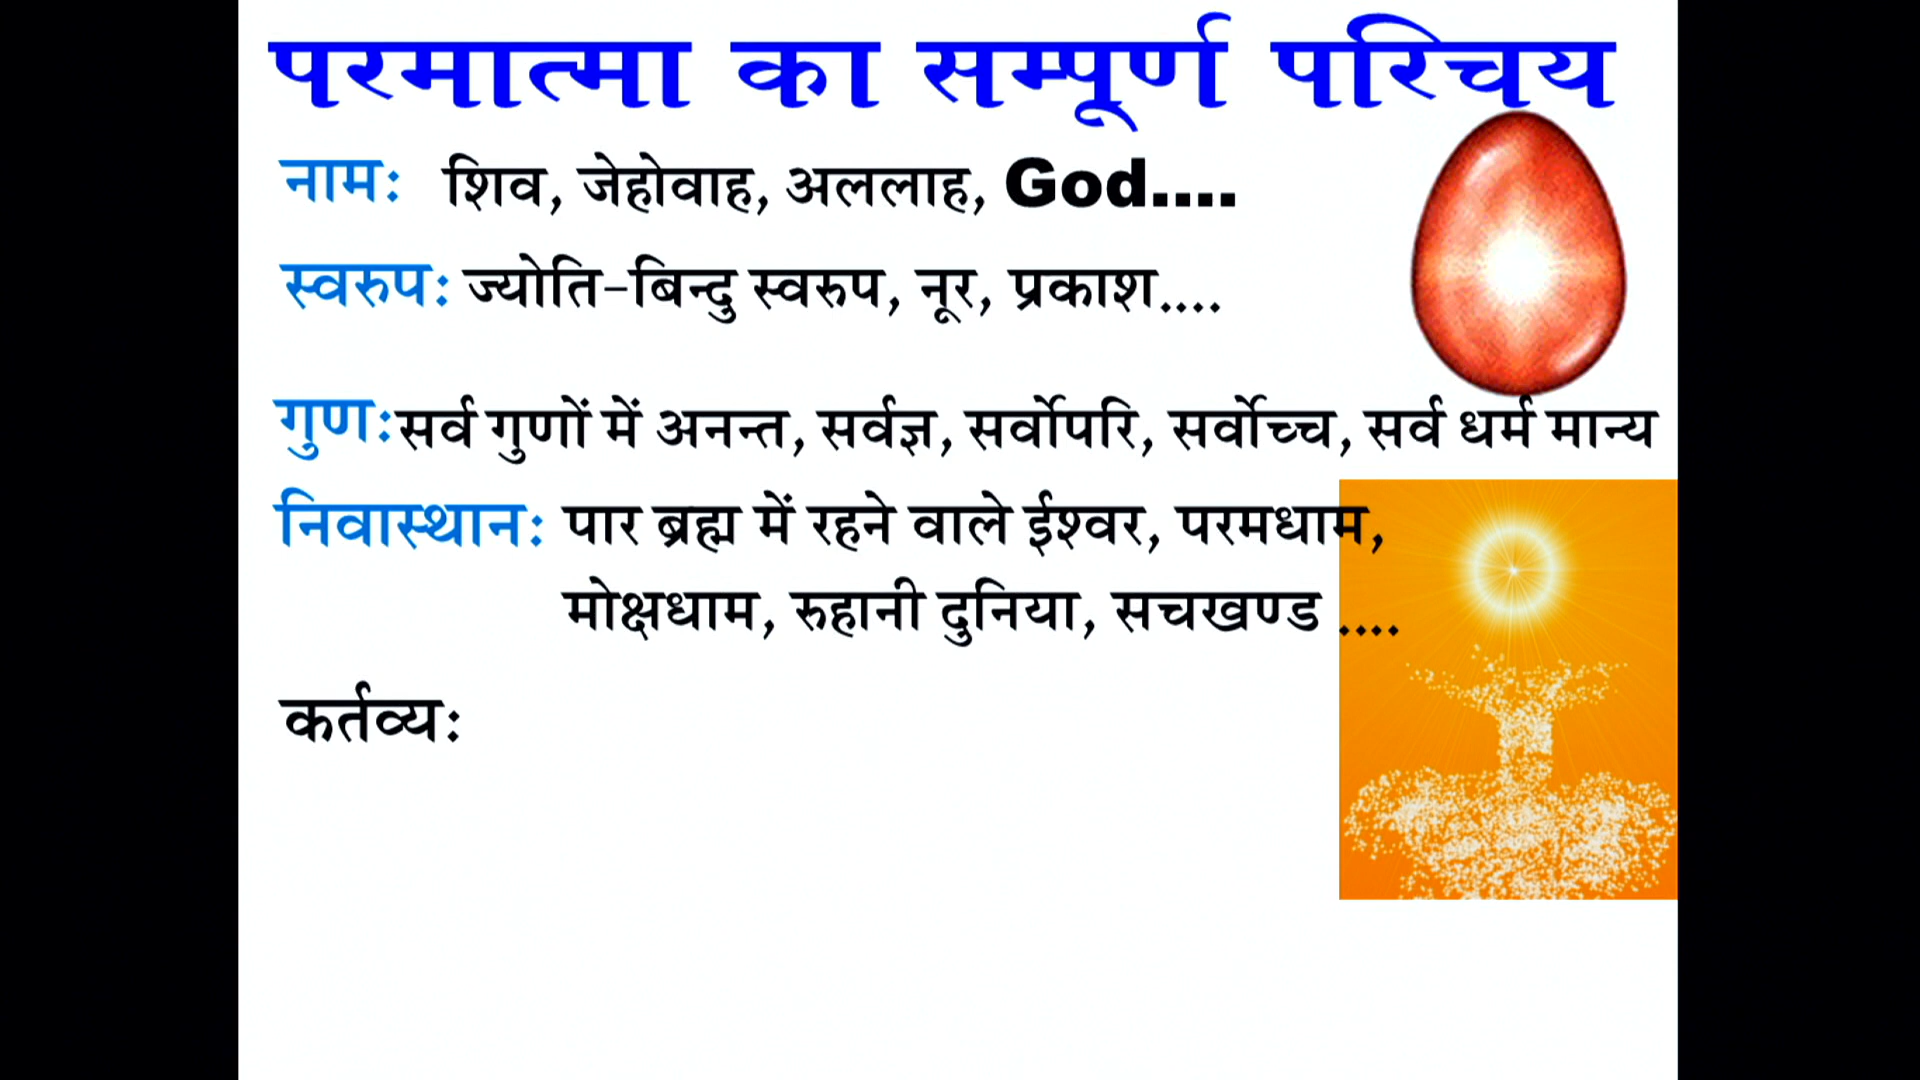 परमात्मा का सम्पूर्ण परिचय
नामः शिव, जेहोवाह, अललाह, God....
स्वरुपः ज्योति-बिन्दु स्वरुप, नूर, प्रकाश....
गुणः सर्व गुणों में अनन्त, सर्वज्ञ, सर्वोपरि, सर्वोच्च, सर्व धर्म मान्य
निवास्थानः पार ब्रह्म में रहने वाले ईश्वर, परमधाम,
मोक्षधाम, रुहानी दुनिया, सचखण्ड ....
कर्तव्यः